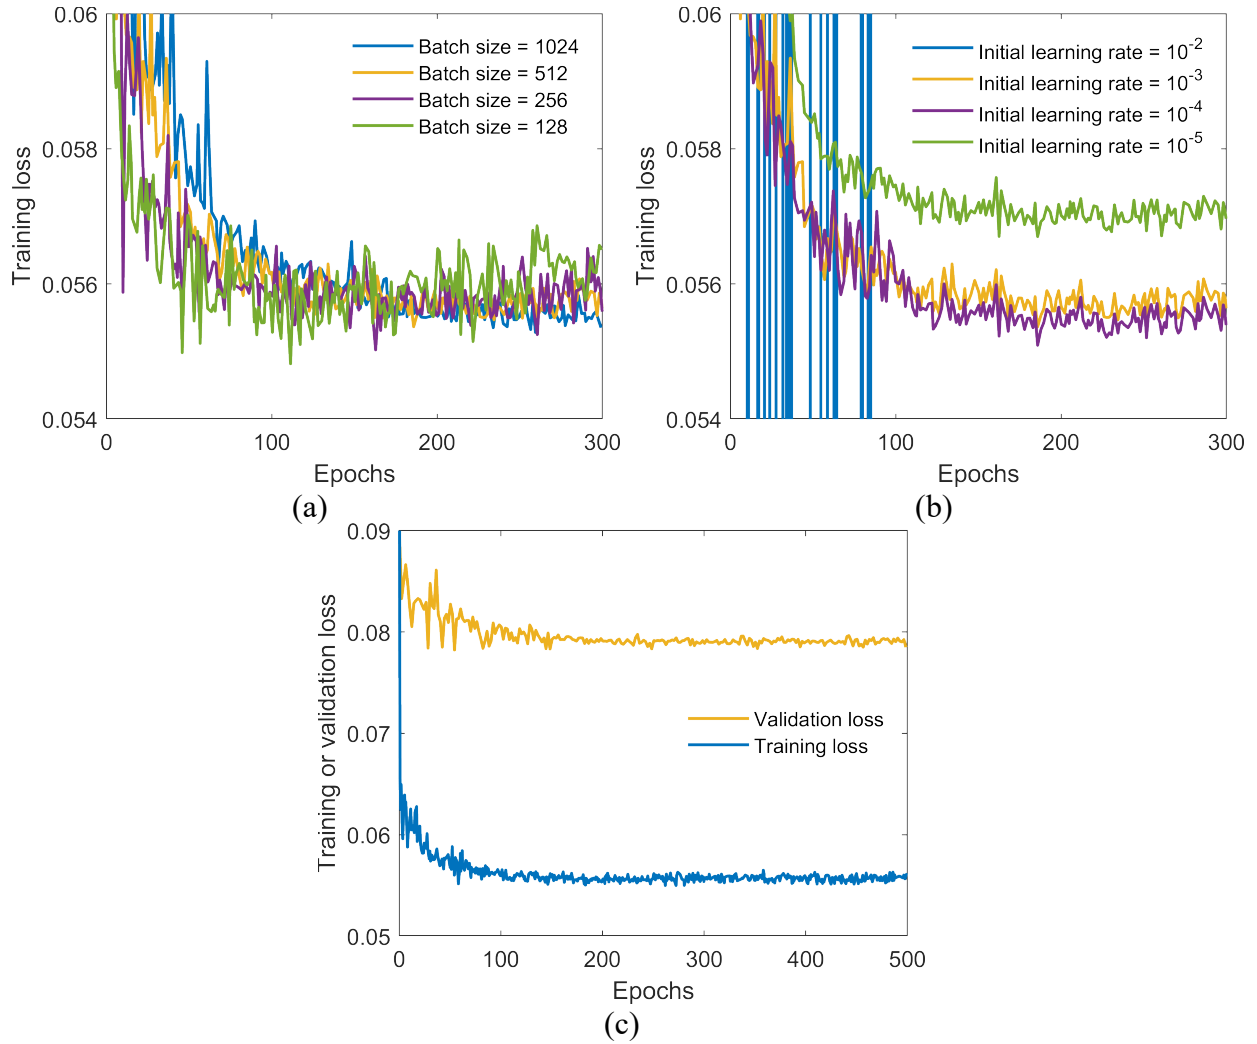 0.06
0.058
0.056
0.054
Training loss
0
100
200
300
Epochs
Batch size = 1024
Batch size = 512
Batch size = 256
Batch size = 128
(a)
0.06
0.058
0.056
0.054
Training loss
0
100
200
300
Epochs
Initial learning rate = 10^-2
Initial learning rate = 10^-3
Initial learning rate = 10^-4
Initial learning rate = 10^-5
(b)
0.09
0.08
0.07
0.06
0.05
Training or validation loss
0
100
200
300
400
500
Epochs
Validation loss
Training loss
(c)